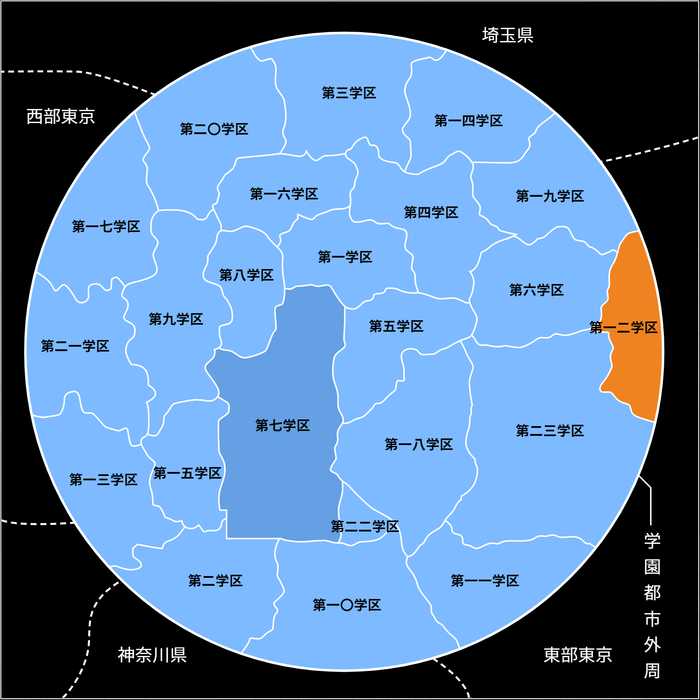 埼玉県
西部東京
第三学区
第一四学区
第二〇学区
第一六学区
第一九学区
第四学区
第一七学区
第一学区
第八学区
第六学区
第九学区
第五学区
第一二学区
第二一学区
第七学区
第二三学区
第一八学区
第一五学区
第一三学区
第二二学区
学園都市外周
第二学区
第一一学区
第一〇学区
神奈川県
東部東京